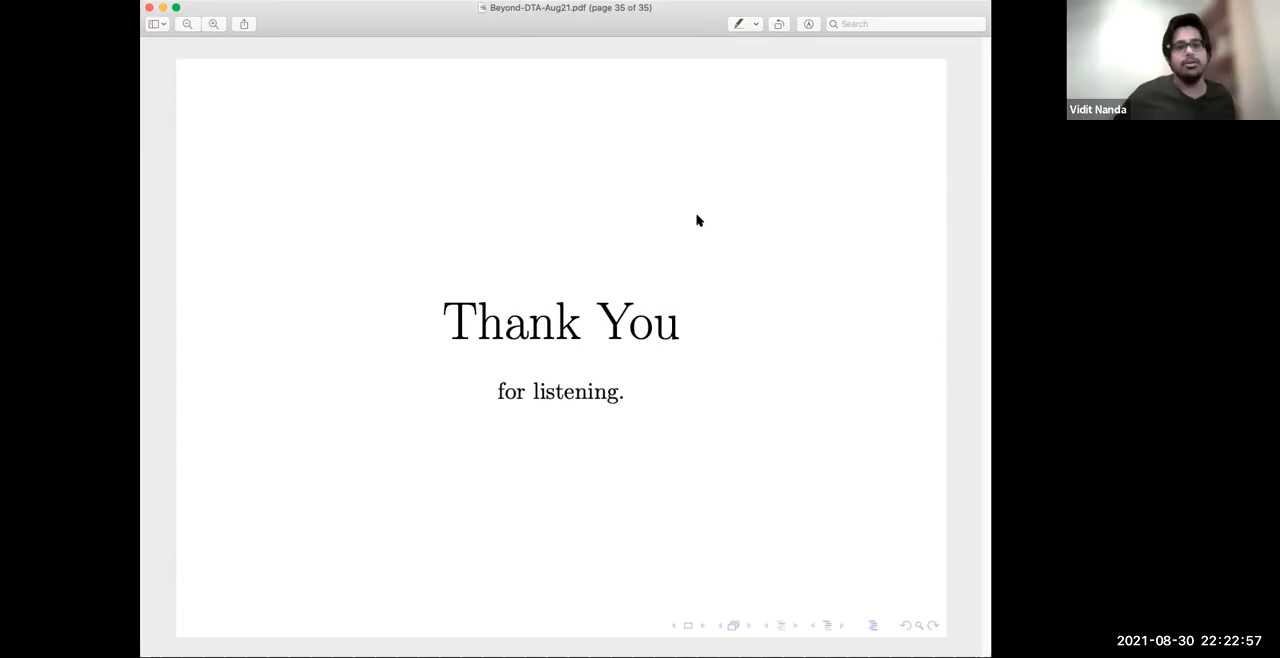 Beyond-DTA-Aug21.pdf (page 35 of 35)
Search
Vidit Nanda
Thank You
for listening.
2021-08-30 22:22:57